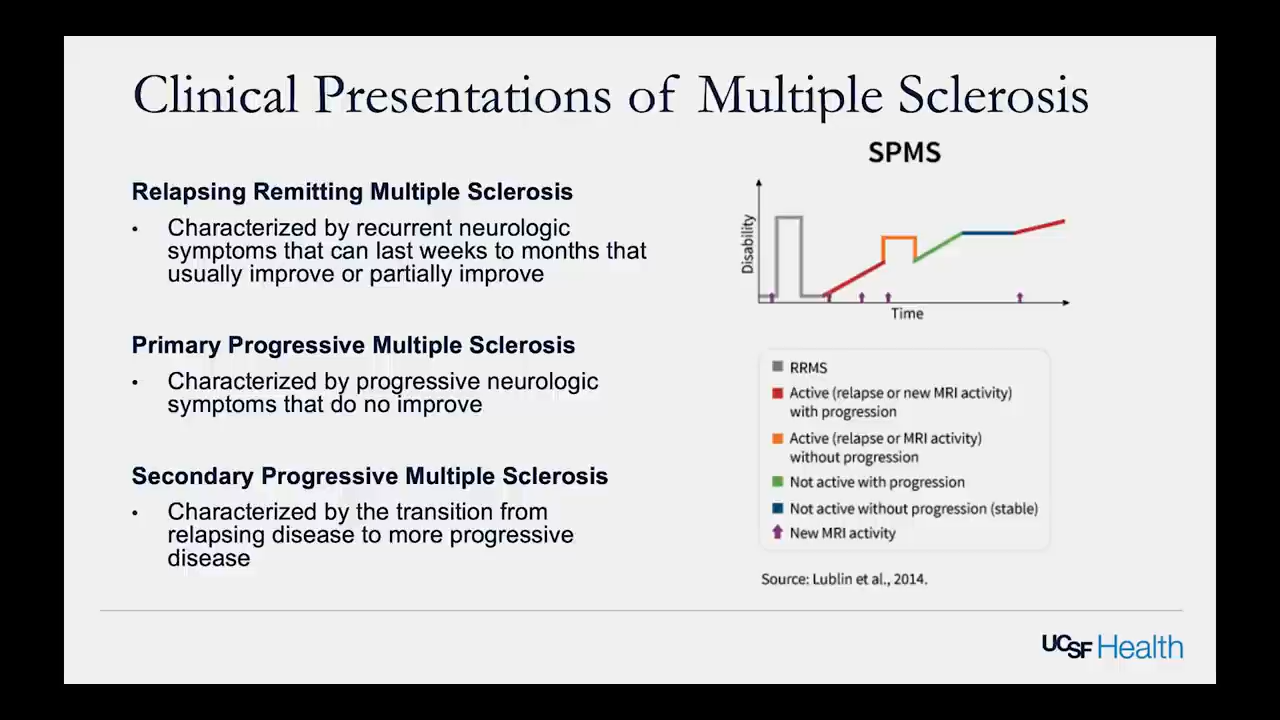 Clinical Presentations of Multiple Sclerosis
Relapsing Remitting Multiple Sclerosis
• Characterized by recurrent neurologic
symptoms that can last weeks to months that
usually improve or partially improve
Primary Progressive Multiple Sclerosis
• Characterized by progressive neurologic
symptoms that do no improve
Secondary Progressive Multiple Sclerosis
• Characterized by the transition from
relapsing disease to more progressive
disease
SPMS
Disability
Time
RRMS
Active (relapse or new MRI activity)
with progression
Active (relapse or MRI activity)
without progression
Not active with progression
Not active without progression (stable)
New MRI activity
Source: Lublin et al., 2014.
UCSF Health